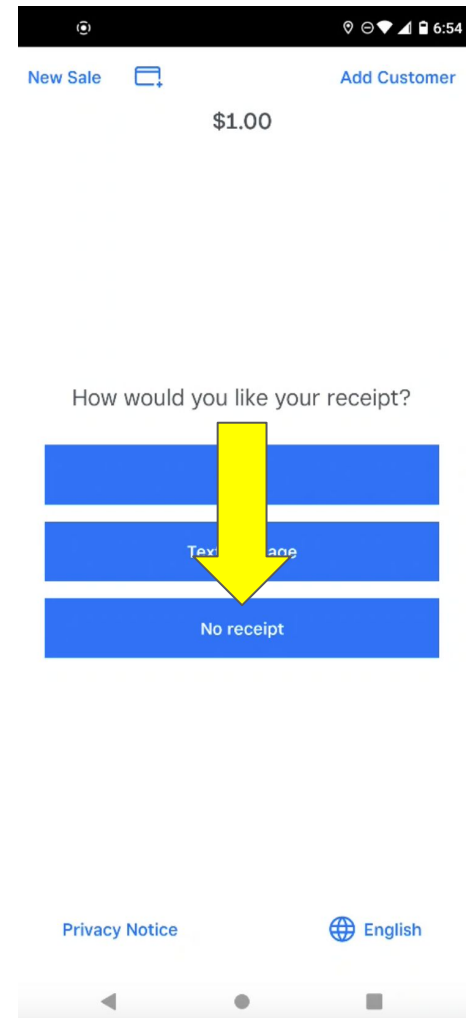 6:54
New Sale Add Customer
$1.00
How would you like your receipt?
No receipt
Privacy Notice English